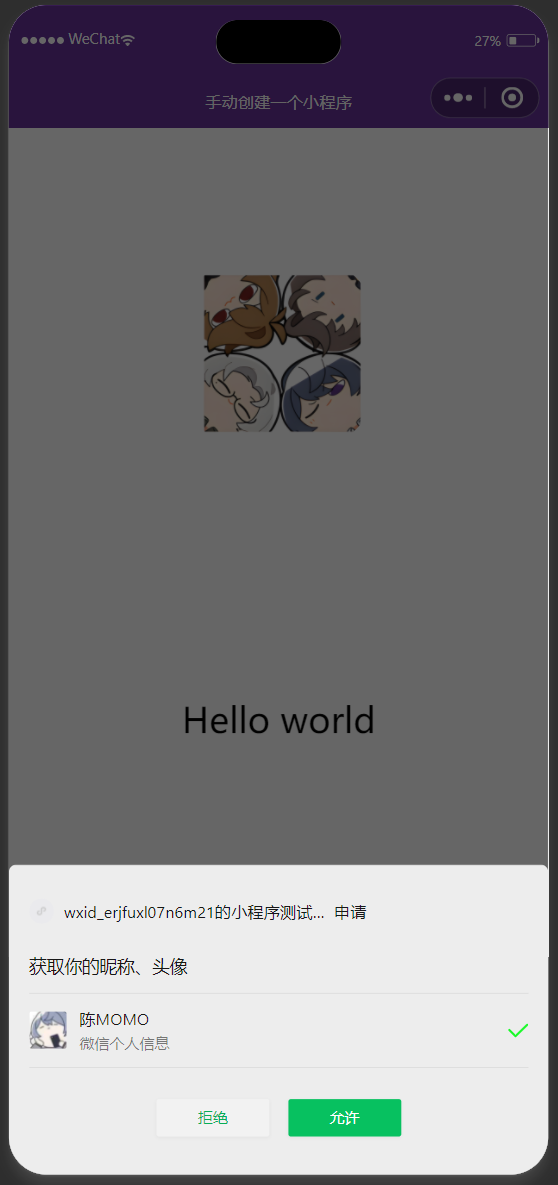 WeChat
27%
手动创建一个小程序
Hello world
wxid_erjfuxl07n6m21的小程序测试... 申请
获取你的昵称、头像
陈MOMO
微信个人信息
拒绝
允许